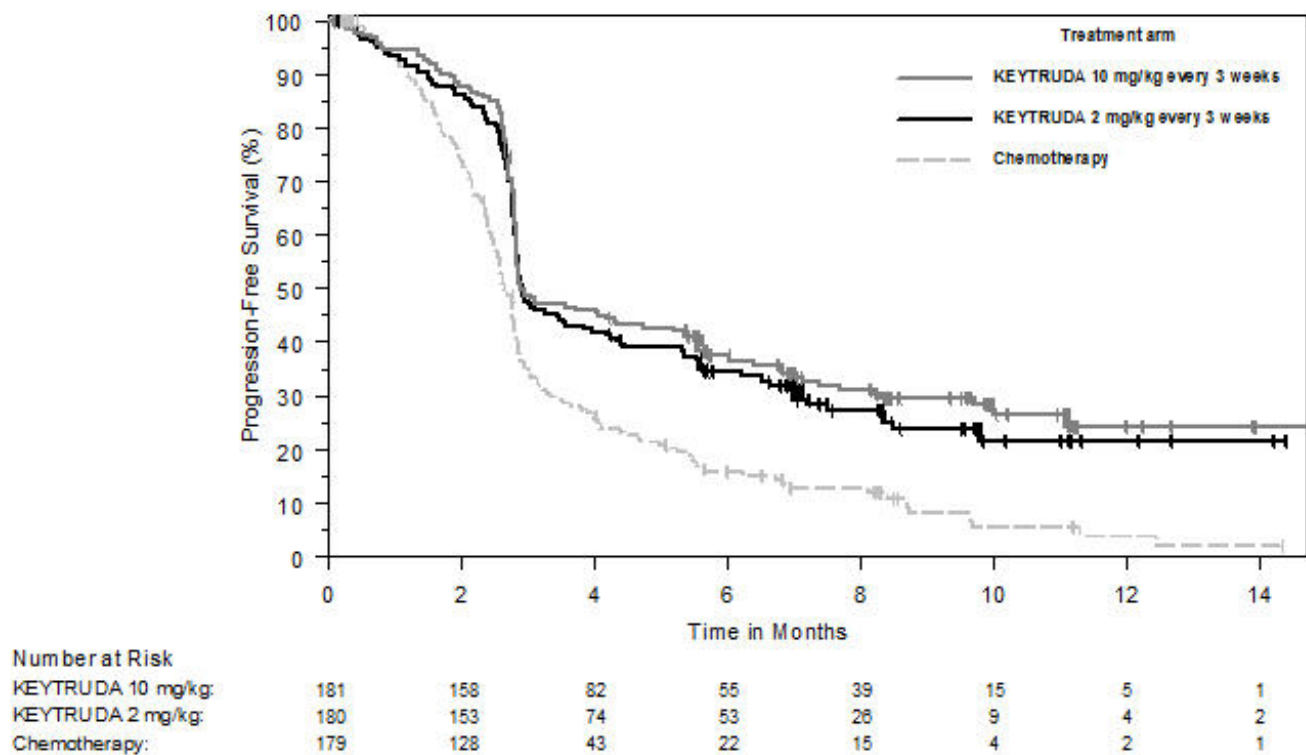 Treatment arm
KEYTRUDA 10 mg/kg every 3 weeks
KEYTRUDA 2 mg/kg every 3 weeks
Chemotherapy
Progression-Free Survival (%)
100
90
80
70
60
50
40
30
20
10
0
0 2 4 6 8 10 12 14
Time in Months
Number at Risk
KEYTRUDA 10 mg/kg: 181 158 82 55 39 15 5 1
KEYTRUDA 2 mg/kg: 180 153 74 53 26 9 4 2
Chemotherapy: 179 128 43 22 15 4 2 1